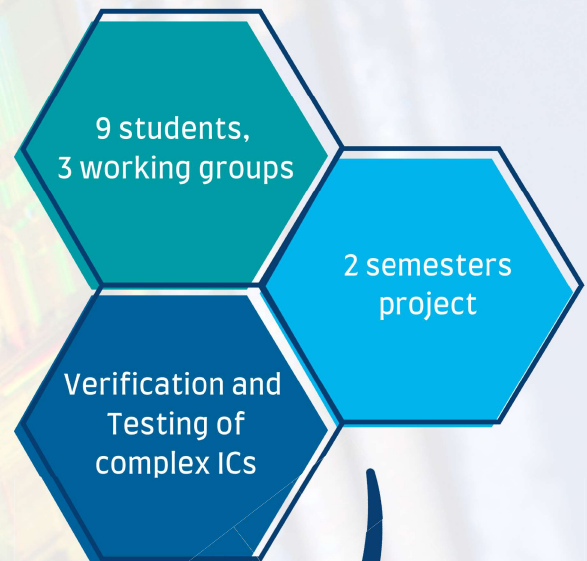 9 students,
3 working groups
2 semesters
project
Verification and
Testing of
complex ICs